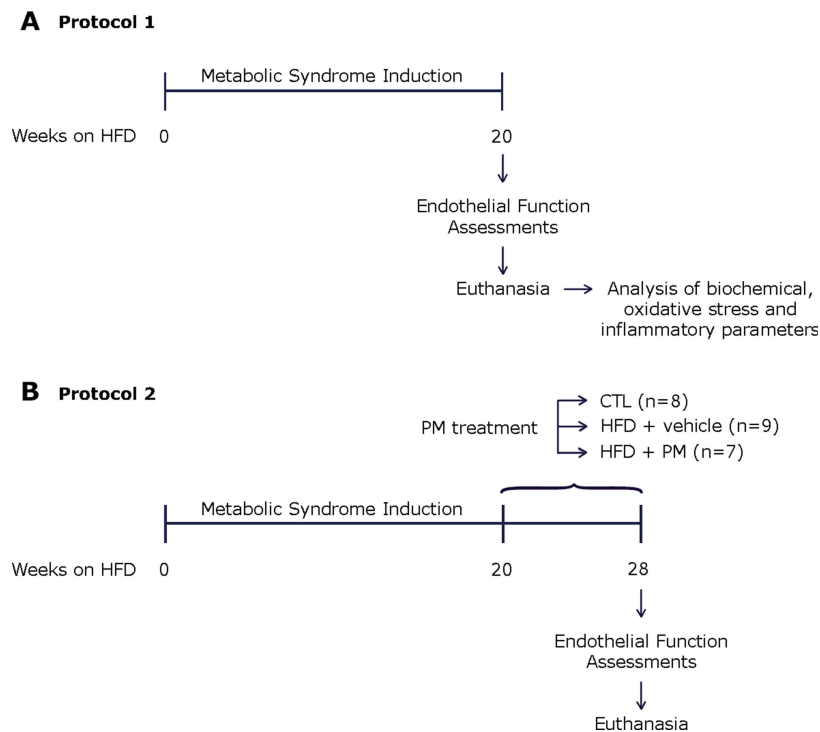 A Protocol 1
Metabolic Syndrome Induction
Weeks on HFD 0 20
Endothelial Function
Assessments
Euthanasia
Analysis of biochemical,
oxidative stress and
inflammatory parameters
B Protocol 2
PM treatment
CTL (n=8)
HFD + vehicle (n=9)
HFD + PM (n=7)
Metabolic Syndrome Induction
Weeks on HFD 0 20 28
Endothelial Function
Assessments
Euthanasia